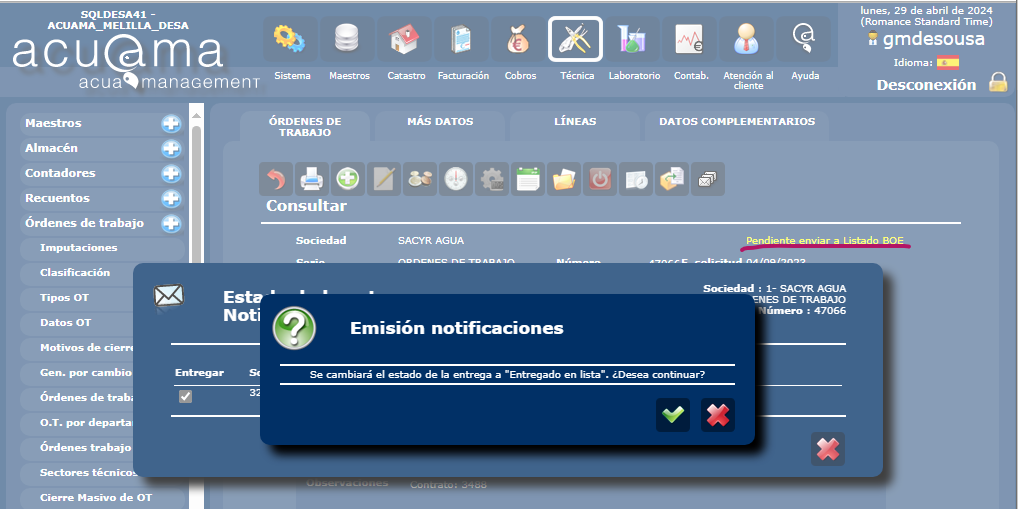 SQLDESA41 -
ACUAMA_MELILLA_DESA
acuama
acua management
Sistema
Maestros
Catastro
Facturación
Cobros
Técnica
Laboratorio
Contab.
Atención al
cliente
Ayuda
lunes, 29 de abril de 2024
(Romance Standard Time)
gmdesousa
Idioma:
Desconexión
Maestros
Almacén
Contadores
Recuentos
Órdenes de trabajo
Imputaciones
Clasificación
Tipos OT
Datos OT
Motivos de cierre
Gen. por cambio
Órdenes de traba
O.T. por departa
Órdenes trabajo
Sectores técnicos
Cierre Masivo de OT
ÓRDENES DE
TRABAJO
MÁS DATOS
LÍNEAS
DATOS COMPLEMENTARIOS
Consultar
Sociedad SACYR AGUA Pendiente enviar a Listado BOE
Serie ORDENES DE TRABAJO Número 47066 F. solicitud 04/09/2023
Noti
Sociedad : 1- SACYR AGUA
ENES DE TRABAJO
Número : 47066
Entregar
32
Emisión notificaciones
Se cambiará el estado de la entrega a "Entregado en lista". ¿Desea continuar?
Observaciones Contrato: 3488